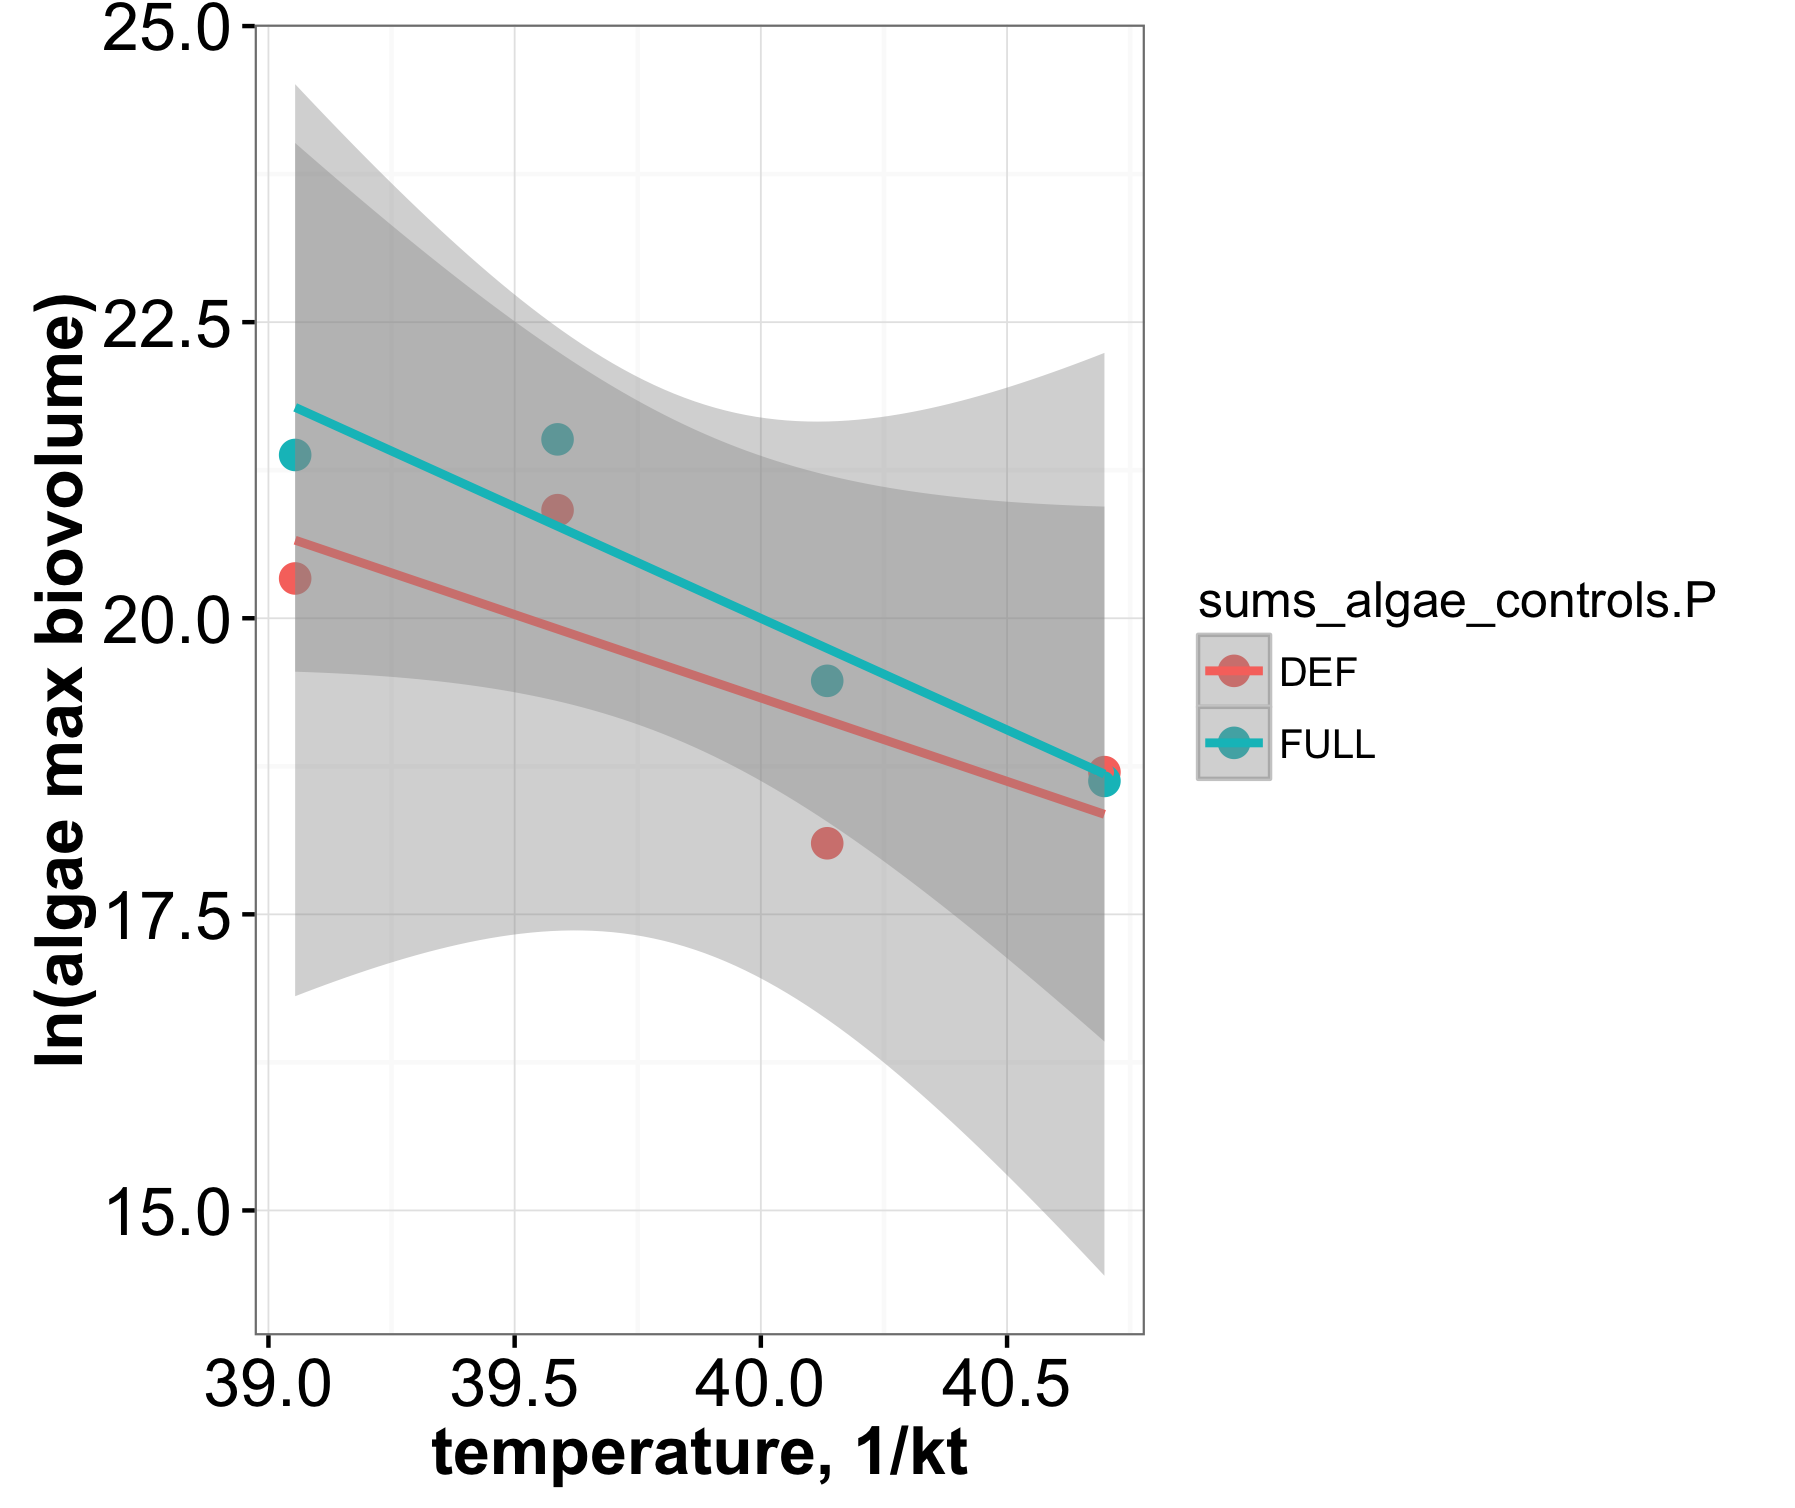 25.0
22.5
20.0
17.5
15.0
ln(algae max biovolume)
39.0 39.5 40.0 40.5
temperature, 1/kt
sums_algae_controls.P
DEF
FULL